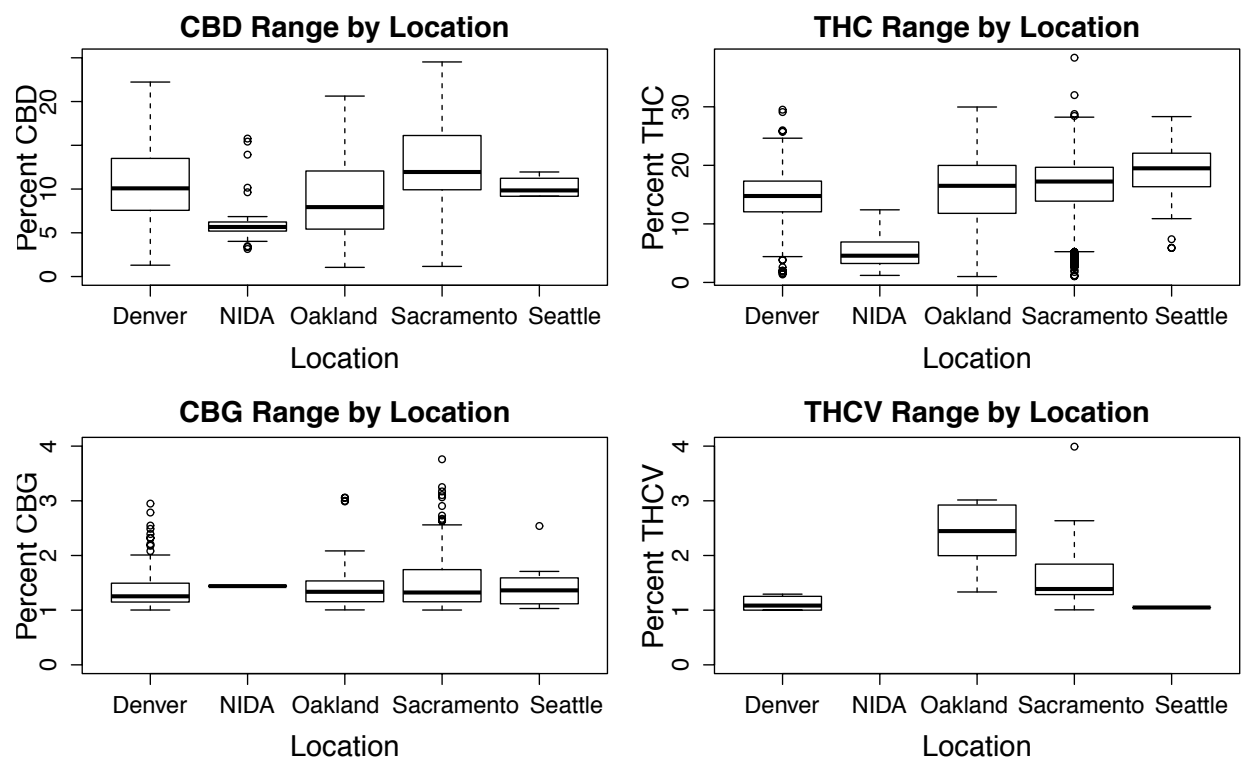 CBD Range by Location
Percent CBD
0
5
10
20
Denver NIDA Oakland Sacramento Seattle
Location
THC Range by Location
Percent THC
0
10
20
30
Denver NIDA Oakland Sacramento Seattle
Location
CBG Range by Location
Percent CBG
0
1
2
3
4
Denver NIDA Oakland Sacramento Seattle
Location
THCV Range by Location
Percent THCV
0
1
2
3
4
Denver NIDA Oakland Sacramento Seattle
Location